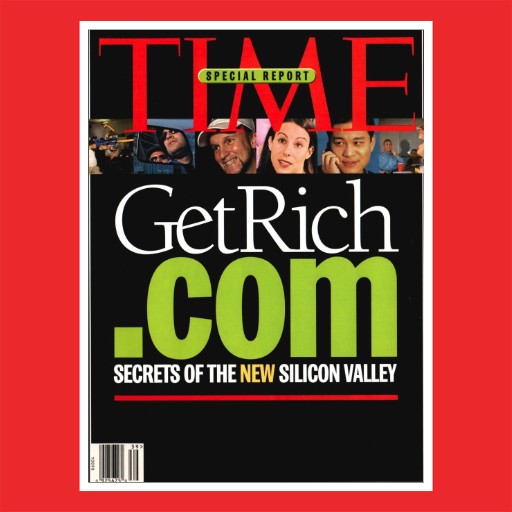 TIME
SPECIAL REPORT
GetRich
.com
SECRETS OF THE NEW SILICON VALLEY